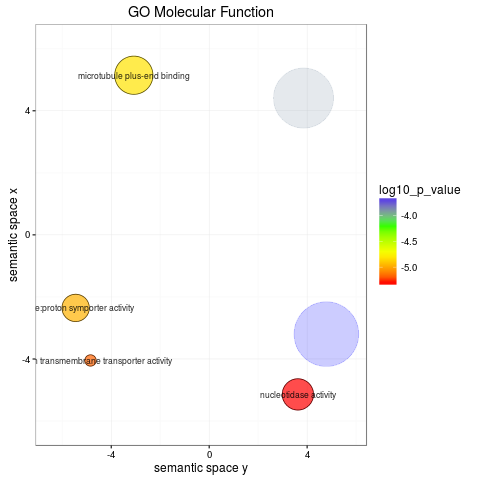 GO Molecular Function
microtubule plus-end binding
4
log10_p_value
-4.0
-4.5
-5.0
0
semantic space x
e:proton symporter activity
-4
transmembrane transporter activity
nucleotidase activity
-4
0
4
semantic space y